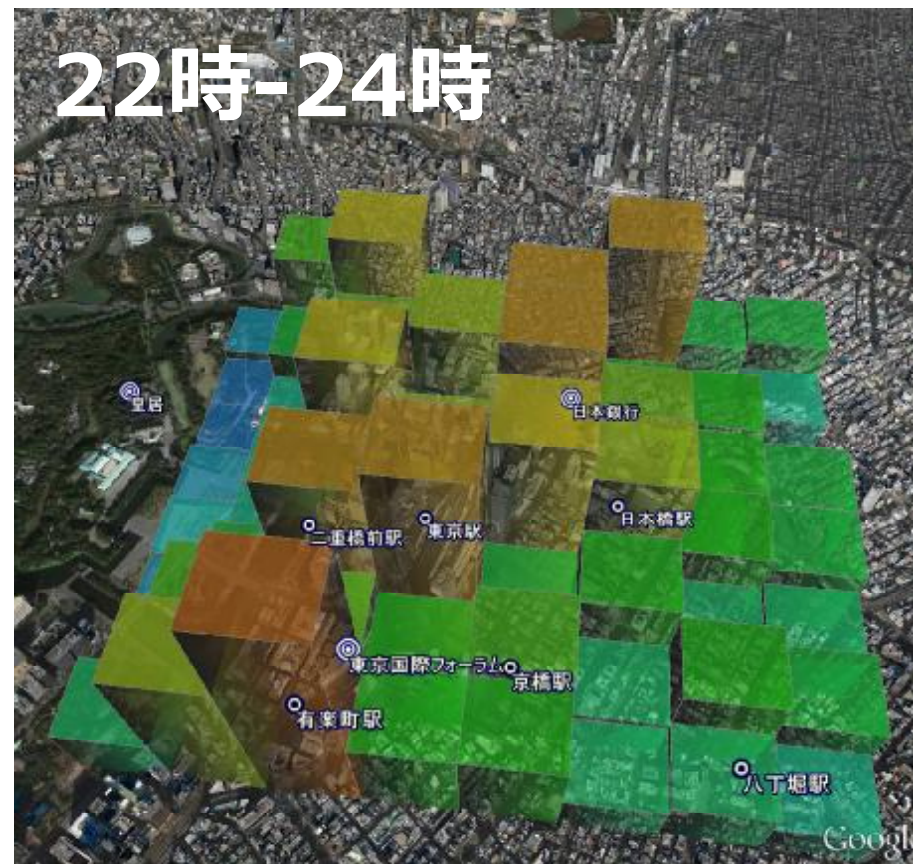 22時-24時
皇居
日本銀行
日本橋駅
二重橋前駅
東京駅
東京国際フォーラム
京橋駅
有楽町駅
八丁堀駅
Googl